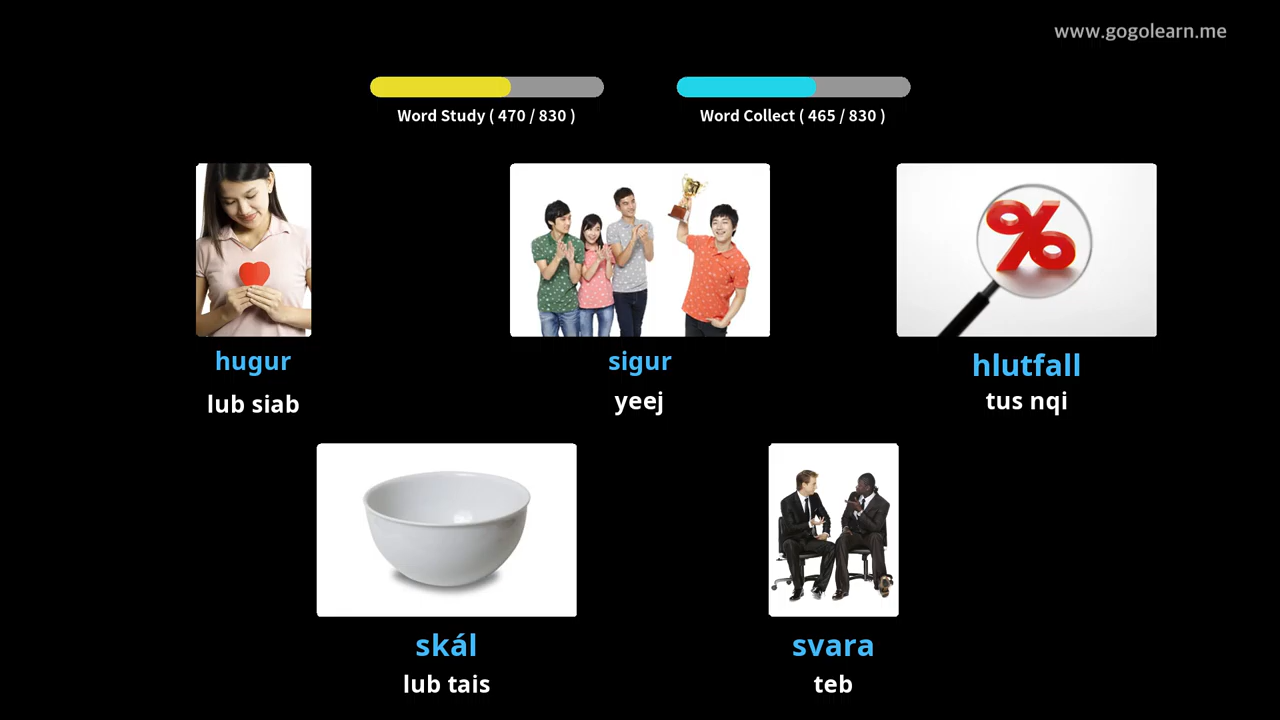 www.gogolearn.me
Word Study ( 470 / 830 )
Word Collect ( 465 / 830 )
hugur
lub siab
sigur
yeej
hlutfall
tus nqi
skál
lub tais
svara
teb